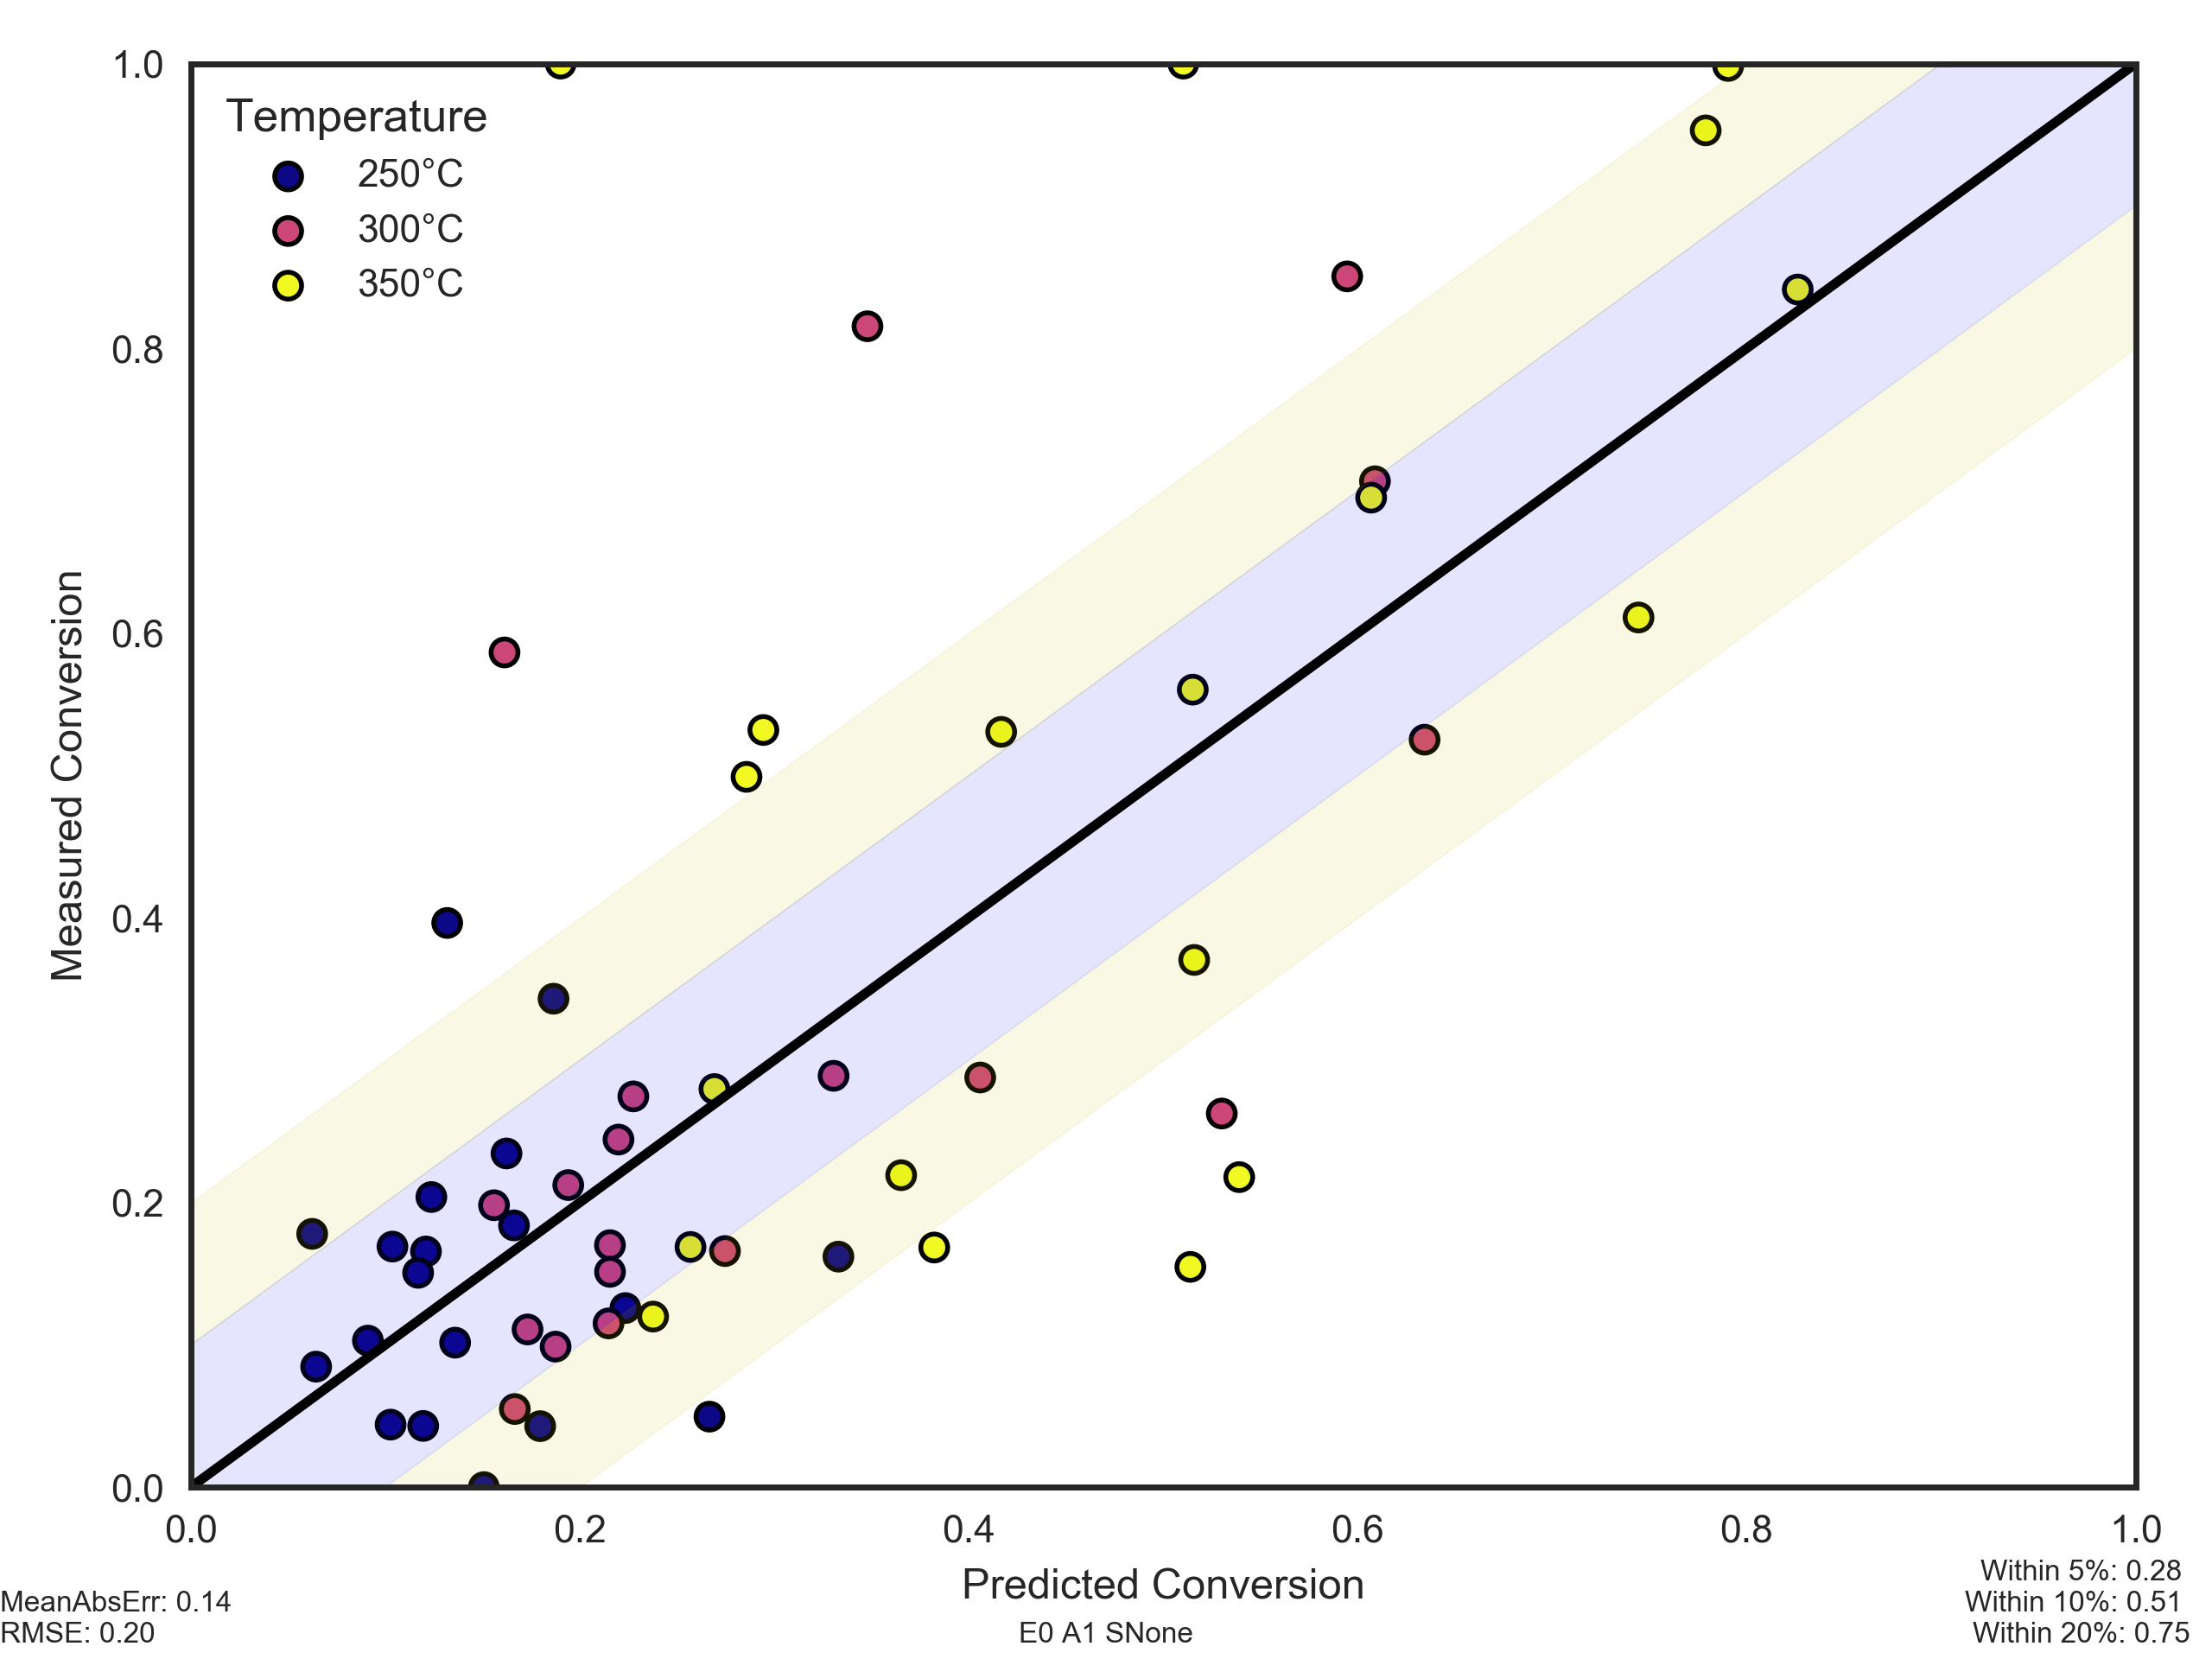 1.0
0.8
0.6
0.4
0.2
0.0
Measured Conversion
Temperature
250°C
300°C
350°C
0.0 0.2 0.4 0.6 0.8 1.0
Predicted Conversion
E0 A1 SNone
MeanAbsErr: 0.14
RMSE: 0.20
Within 5%: 0.28
Within 10%: 0.51
Within 20%: 0.75